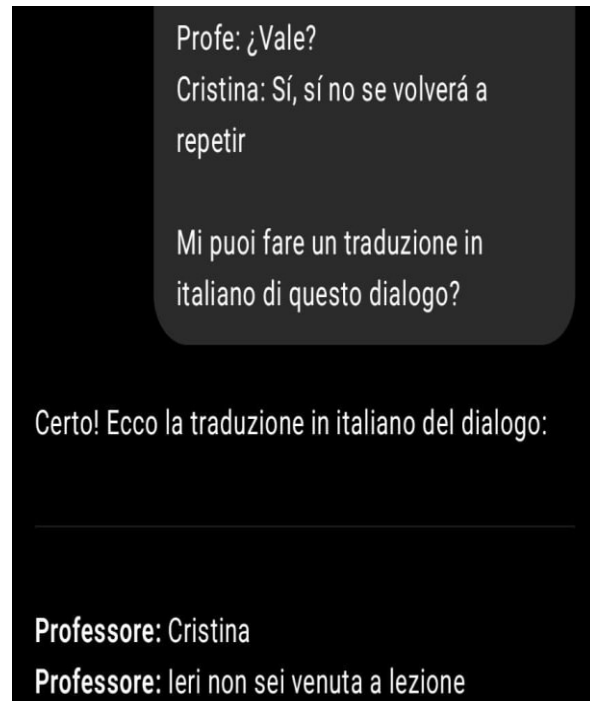 Profe: ¿Vale?
Cristina: Sí, sí no se volverá a
repetir
Mi puoi fare un traduzione in
italiano di questo dialogo?
Certo! Ecco la traduzione in italiano del dialogo:
Professore: Cristina
Professore: Ieri non sei venuta a lezione